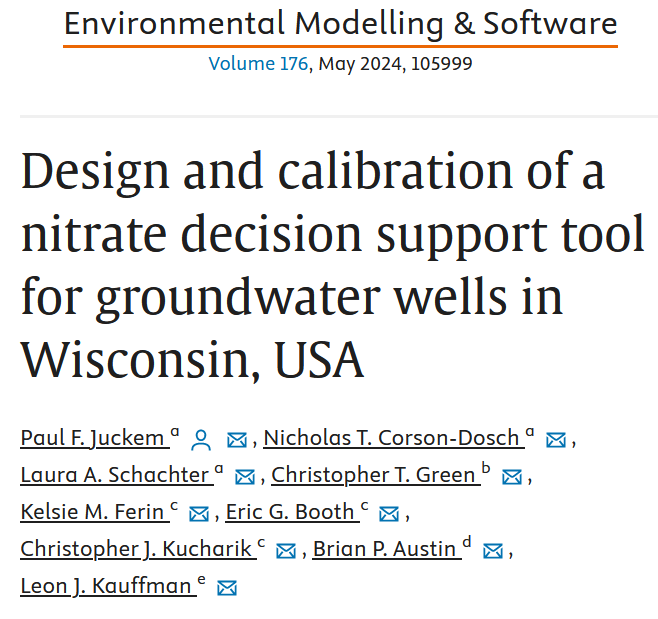 Environmental Modelling & Software
Volume 176, May 2024, 105999
Design and calibration of a
nitrate decision support tool
for groundwater wells in
Wisconsin, USA
Paul F. Juckem a, Nicholas T. Corson-Dosch a,
Laura A. Schachter a, Christopher T. Green b,
Kelsie M. Ferin c, Eric G. Booth c,
Christopher J. Kucharik c, Brian P. Austin d,
Leon J. Kauffman e